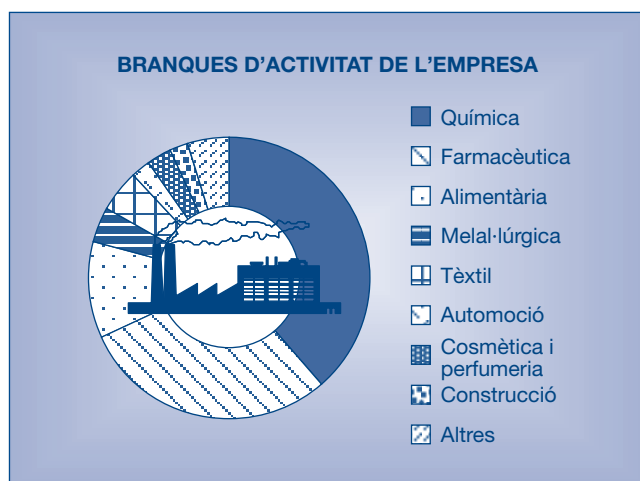 BRANQUES D'ACTIVITAT DE L'EMPRESA
Química
Farmacèutica
Alimentària
Melal·lúrgica
Tèxtil
Automoció
Cosmètica i
perfumeria
Construcció
Altres